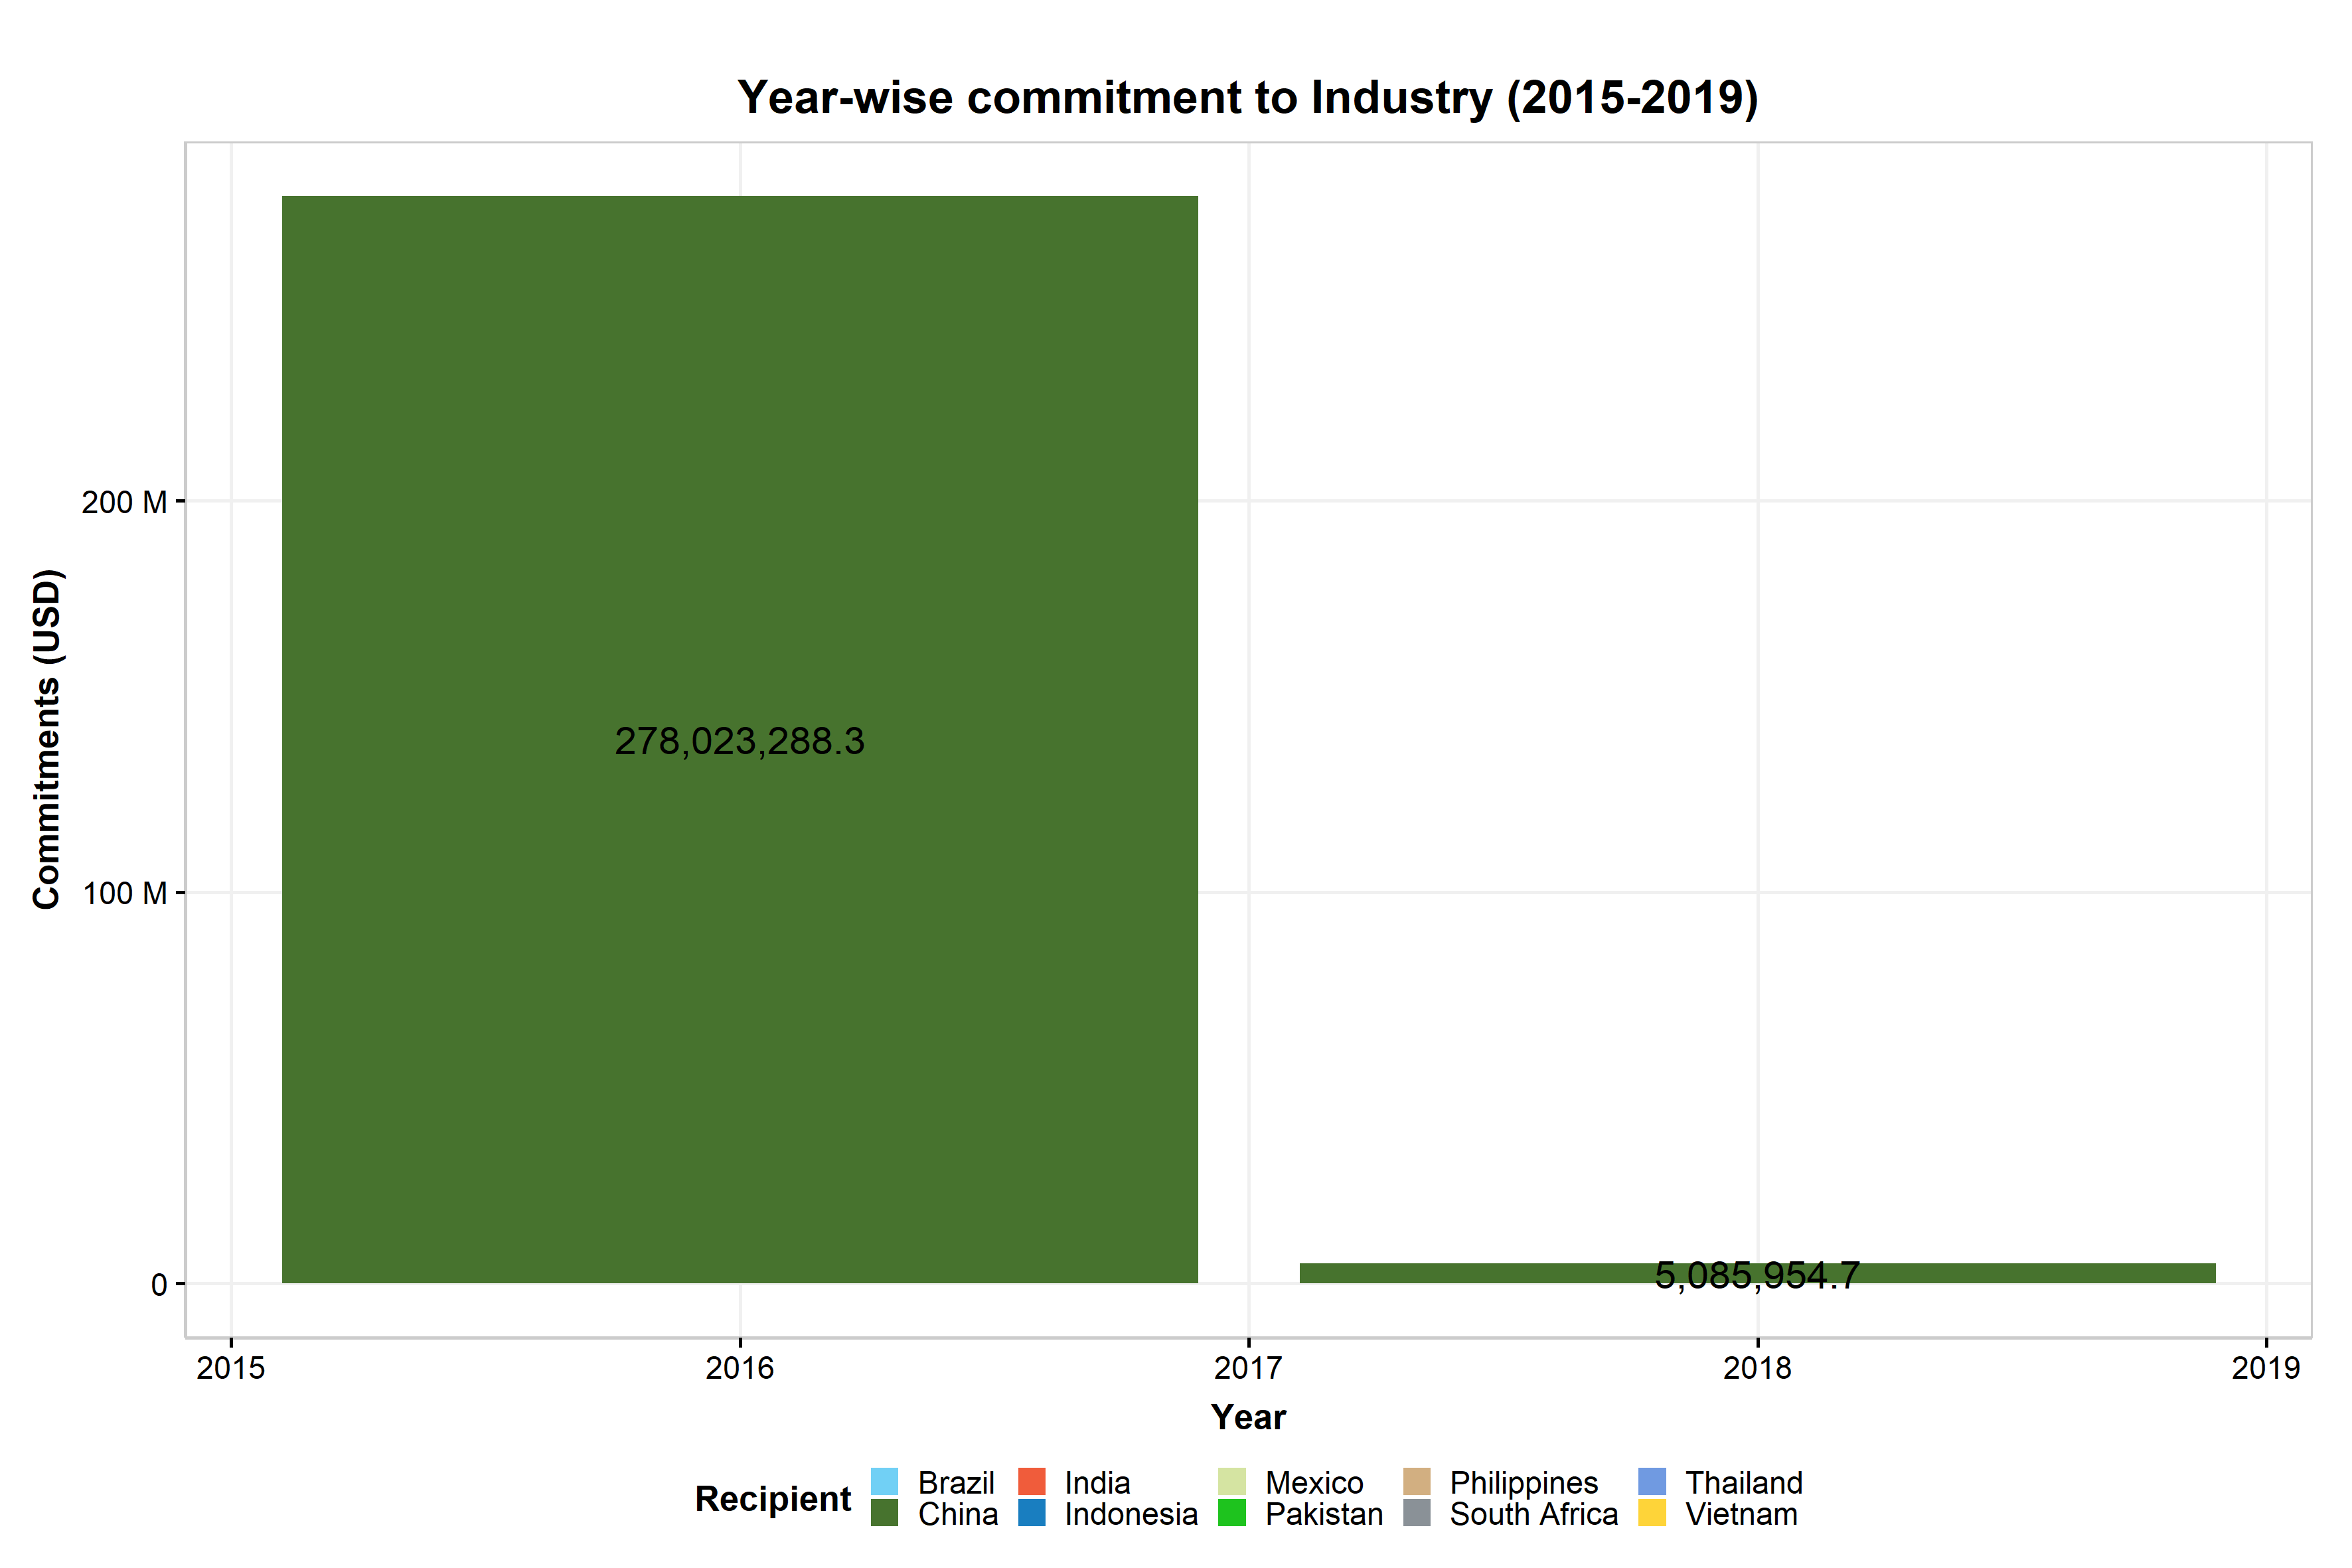 Year-wise commitment to Industry (2015-2019)
Commitments (USD)
200 M
100 M
0
278,023,288.3
5,085,954.7
2015 2016 2017 2018 2019
Year
Recipient
Brazil India Mexico Philippines Thailand
China Indonesia Pakistan South Africa Vietnam